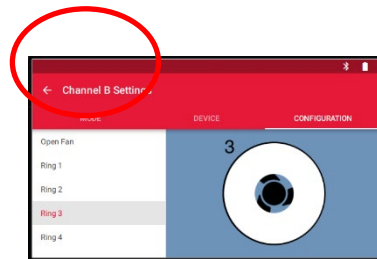 Channel B Settings
MODE DEVICE CONFIGURATION
Open Fan
3
Ring 1
Ring 2
Ring 3
Ring 4